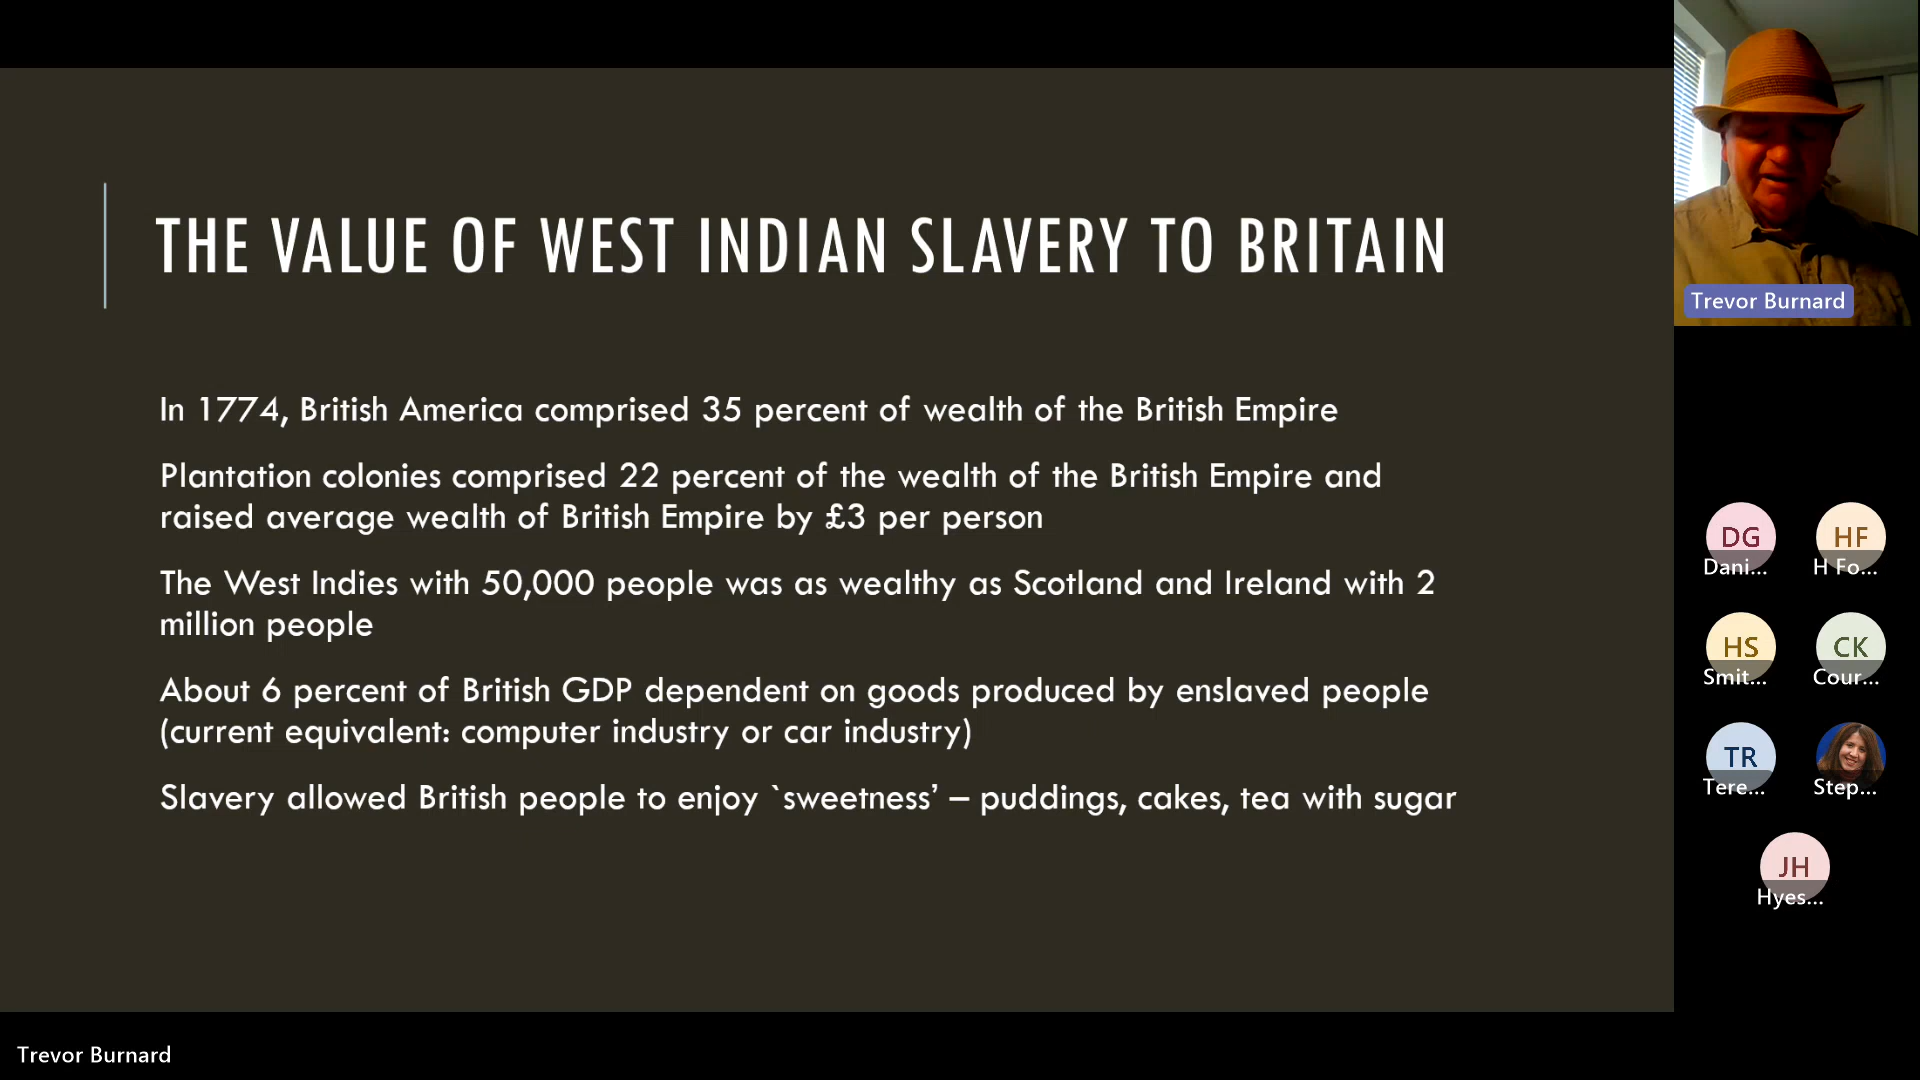 THE VALUE OF WEST INDIAN SLAVERY TO BRITAIN
In 1774, British America comprised 35 percent of wealth of the British Empire
Plantation colonies comprised 22 percent of the wealth of the British Empire and
raised average wealth of British Empire by £3 per person
The West Indies with 50,000 people was as wealthy as Scotland and Ireland with 2
million people
About 6 percent of British GDP dependent on goods produced by enslaved people
(current equivalent: computer industry or car industry)
Slavery allowed British people to enjoy `sweetness’ – puddings, cakes, tea with sugar
Trevor Burnard
DG
Dani...
HF
H Fo...
HS
Smit...
CK
Cour...
TR
Tere...
Step...
JH
Hyes...
Trevor Burnard